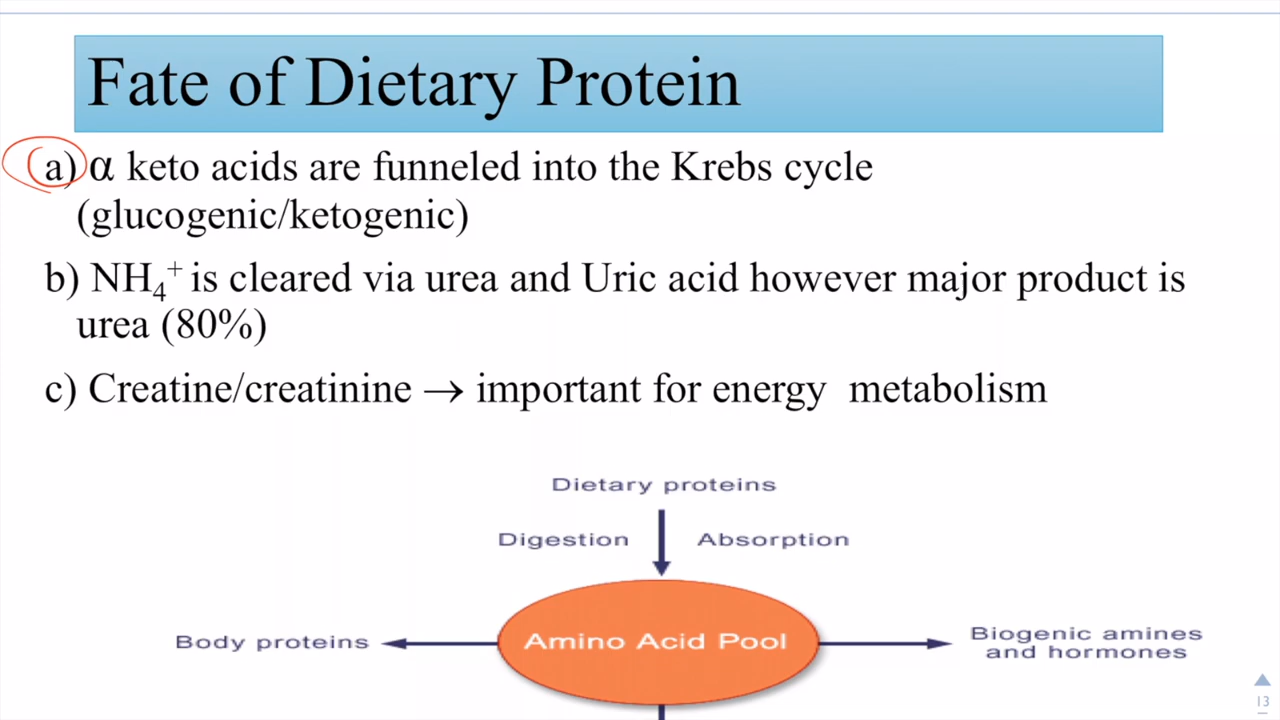 Fate of Dietary Protein
a) α keto acids are funneled into the Krebs cycle
(glucogenic/ketogenic)
b) NH₄⁺ is cleared via urea and Uric acid however major product is
urea (80%)
c) Creatine/creatinine → important for energy metabolism
Dietary proteins
Digestion Absorption
Body proteins
Amino Acid Pool
Biogenic amines
and hormones
13